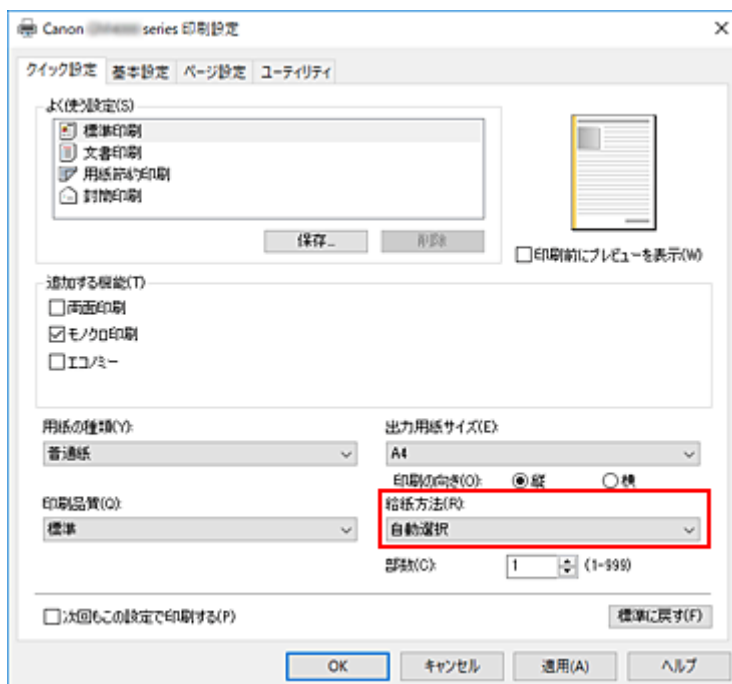 Canon series 印刷設定
クイック設定 基本設定 ページ設定 ユーティリティ
よく使う設定(S)
標準印刷
文書印刷
用紙節約印刷
封筒印刷
保存... 削除
印刷前にプレビューを表示(W)
追加する機能(T)
両面印刷
モノクロ印刷
エコノミー
用紙の種類(Y):
普通紙
出力用紙サイズ(E):
A4
印刷の向き(O): 縦 横
印刷品質(Q):
標準
給紙方法(R):
自動選択
部数(C): 1 (1-999)
次回もこの設定で印刷する(P)
標準に戻す(F)
OK キャンセル 適用(A) ヘルプ